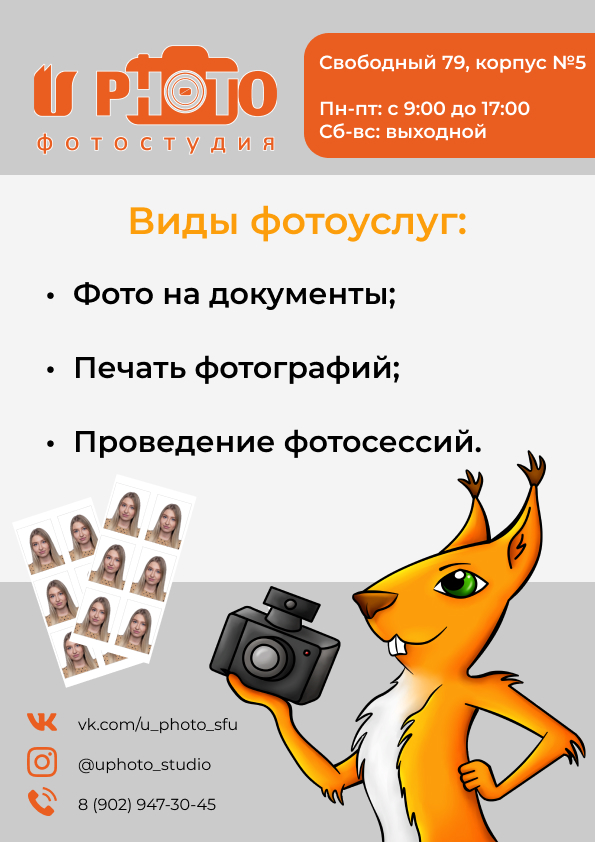 U PHOTO
фотостудия
Свободный 79, корпус №5
Пн-пт: с 9:00 до 17:00
Сб-вс: выходной
Виды фотоуслуг:
• Фото на документы;
• Печать фотографий;
• Проведение фотосессий.
vk.com/u_photo_sfu
@uphoto_studio
8 (902) 947-30-45